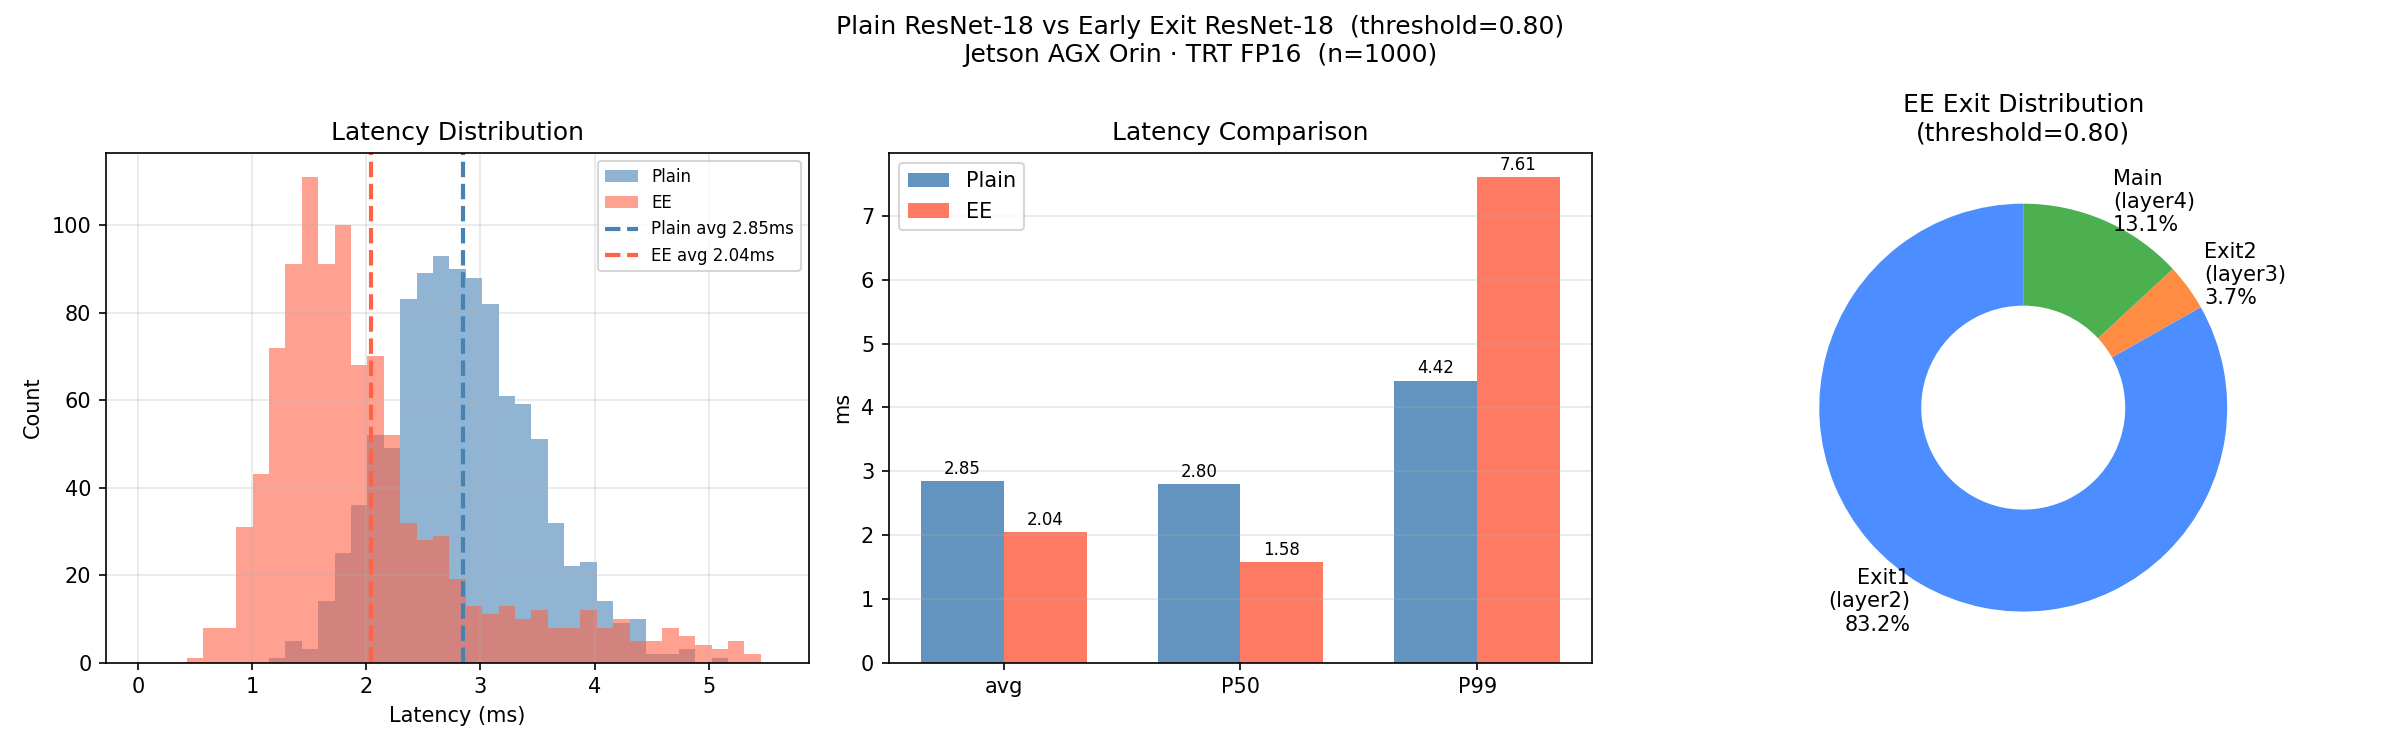 Plain ResNet-18 vs Early Exit ResNet-18  (threshold=0.80)
Jetson AGX Orin · TRT FP16  (n=1000)
Latency Distribution
Count
100
80
60
40
20
0
0
1
2
3
4
5
Latency (ms)
Plain
EE
Plain avg 2.85ms
EE avg 2.04ms
Latency Comparison
ms
7
6
5
4
3
2
1
0
Plain
EE
2.85
2.04
2.80
1.58
4.42
7.61
avg
P50
P99
EE Exit Distribution
(threshold=0.80)
Main
(layer4)
13.1%
Exit2
(layer3)
3.7%
Exit1
(layer2)
83.2%